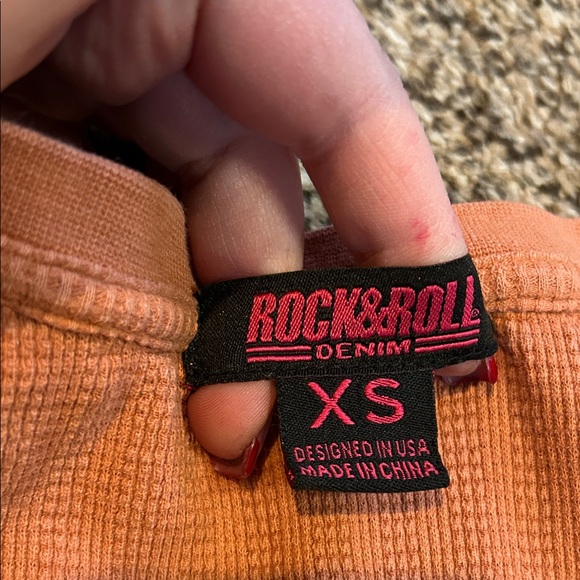 ROCK&ROLL
DENIM
XS
DESIGNED IN USA
MADE IN CHINA